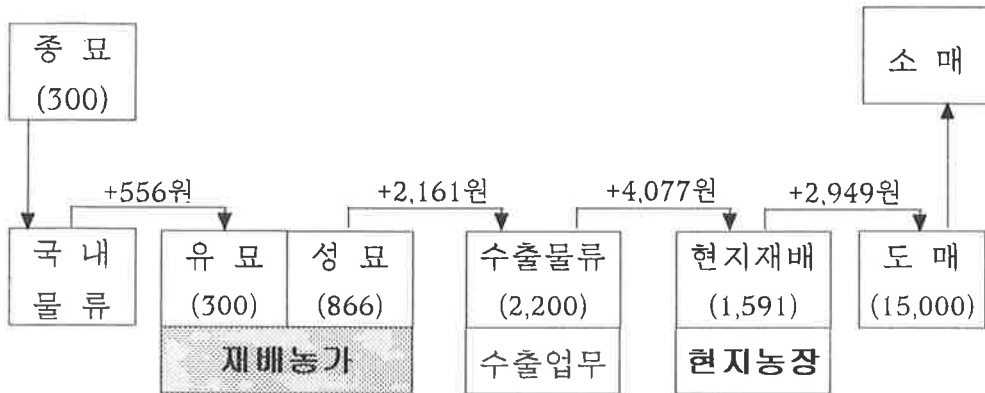 종 묘
(300)
소 매
+556원
+2,161원
+4,077원
+2,949원
국 내
물 류
유 묘
(300)
성 묘
(866)
수출물류
(2,200)
현지재배
(1,591)
도 매
(15,000)
재배농가
수출업무
현지농장